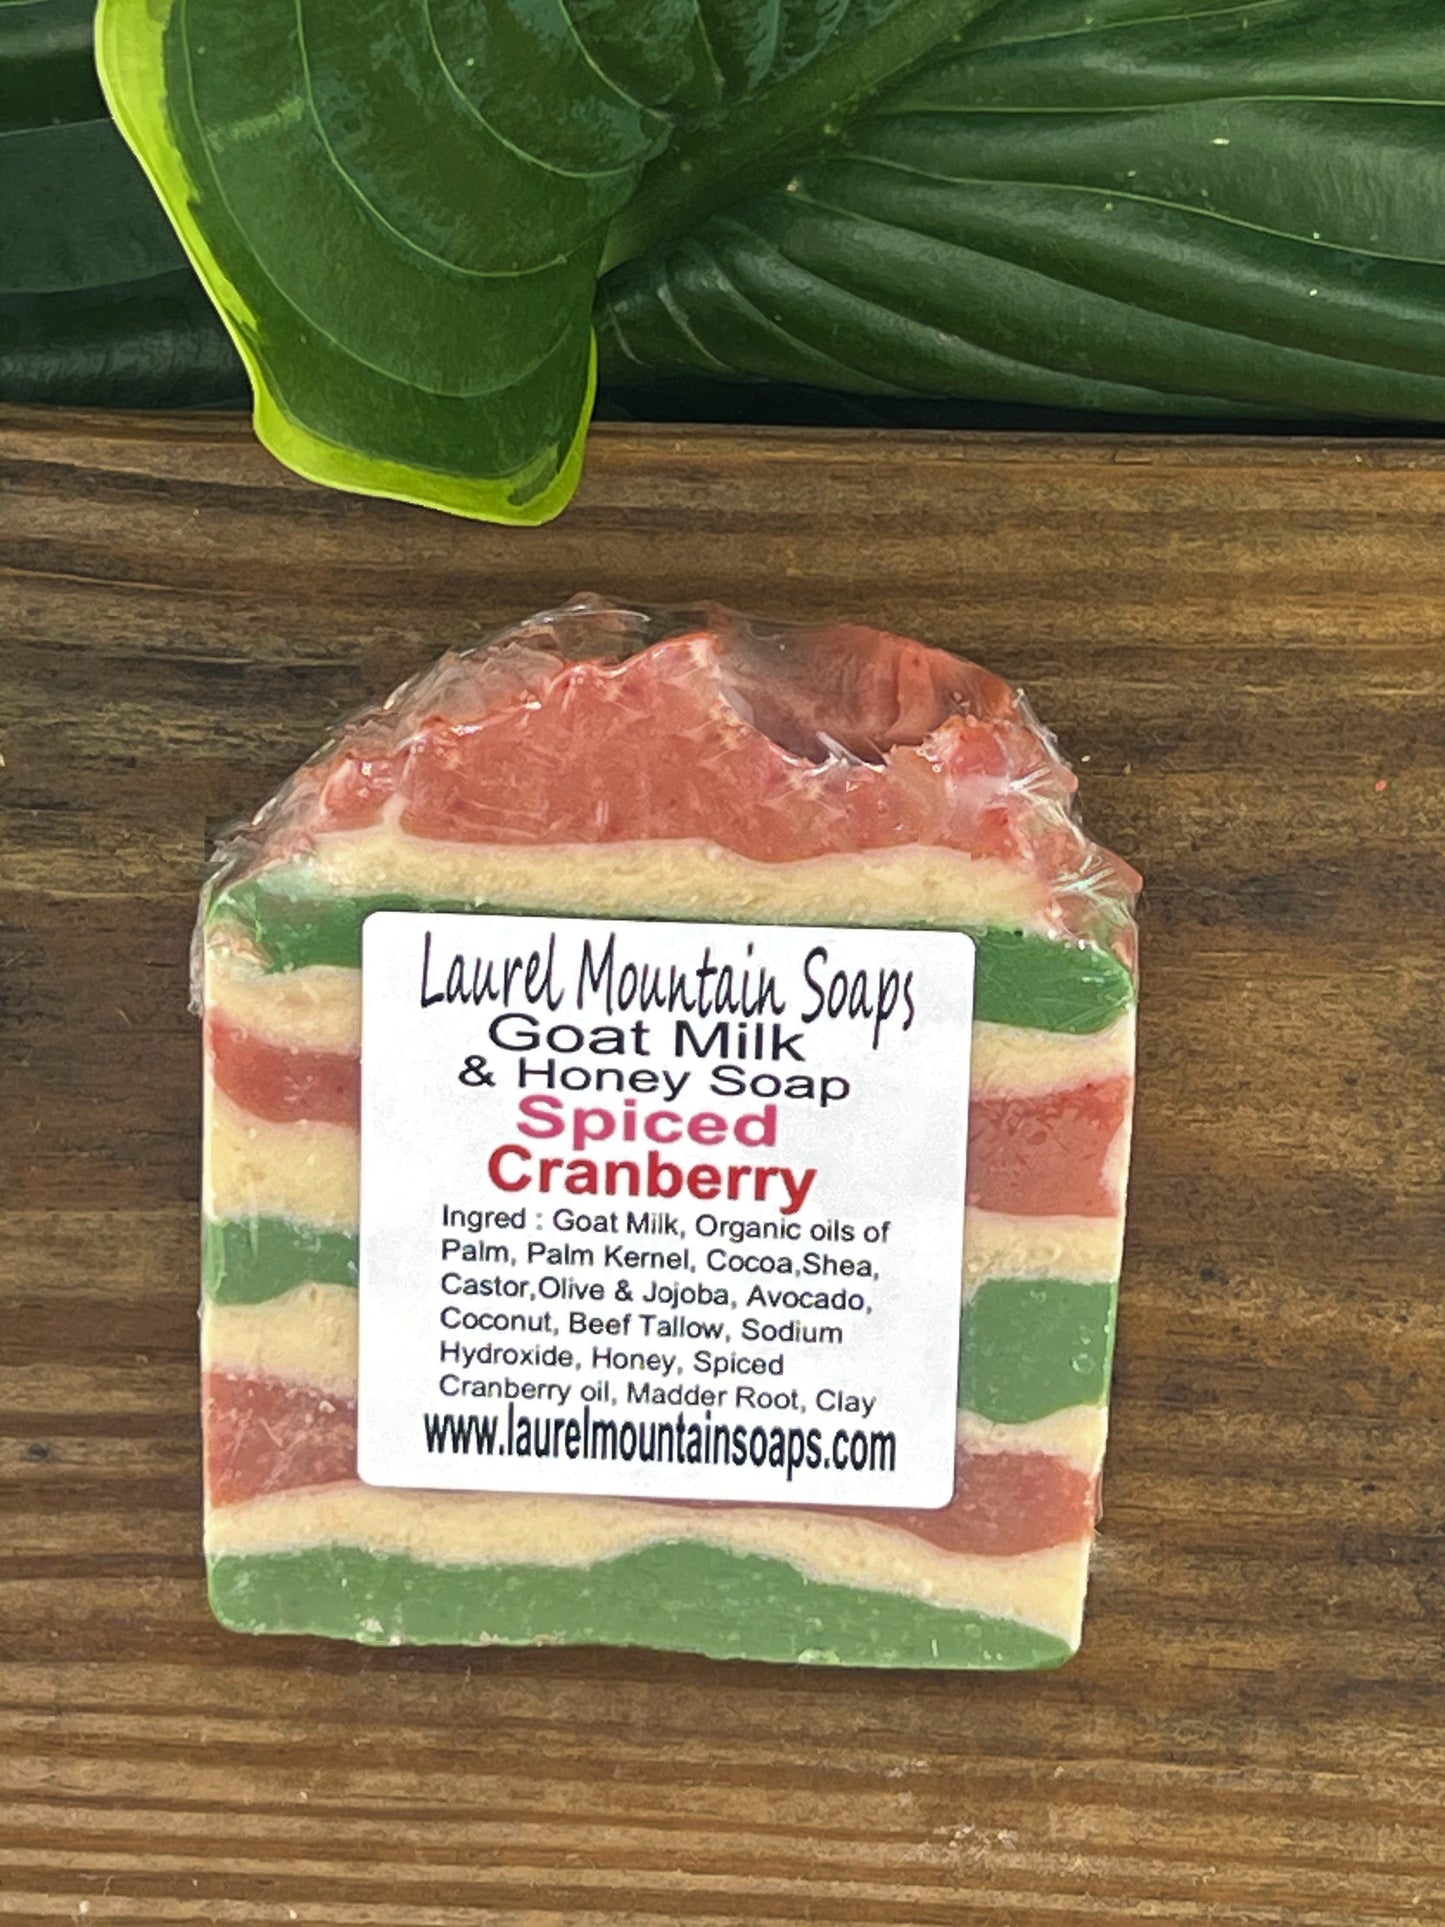 Laurel Mountain Soaps
Goat Milk
& Honey Soap
Spiced
Cranberry
Ingred : Goat Milk, Organic oils of
Palm, Palm Kernel, Cocoa,Shea,
Castor,Olive & Jojoba, Avocado,
Coconut, Beef Tallow, Sodium
Hydroxide, Honey, Spiced
Cranberry oil, Madder Root, Clay
www.laurelmountainsoaps.com